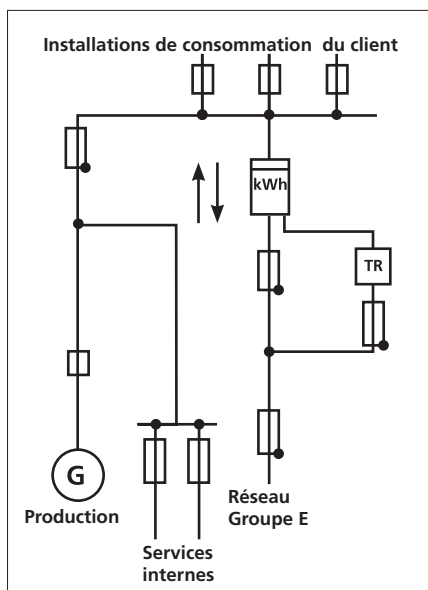 Installations de consommation du client
kWh
TR
G
Production
Réseau
Groupe E
Services
internes